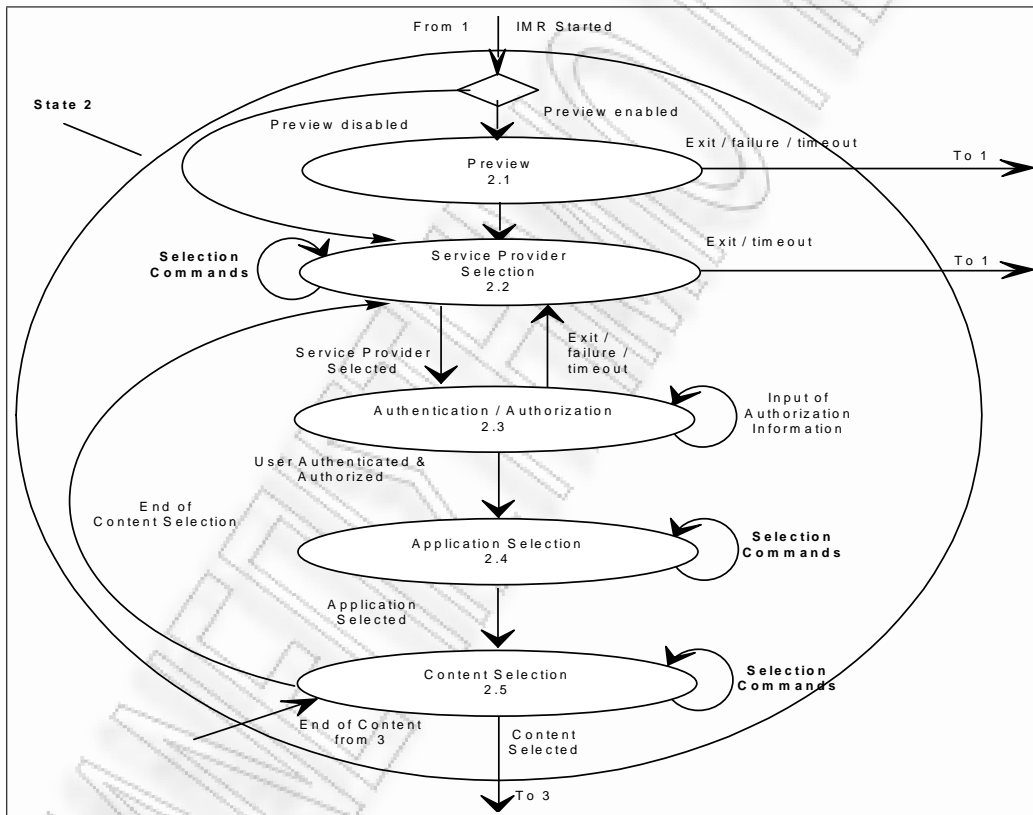 From 1
IMR Started
State 2
Preview disabled
Preview enabled
Exit / failure / timeout
To 1
Preview
2.1
Exit / timeout
To 1
Selection
Commands
Service Provider
Selection
2.2
Service Provider
Selected
Exit /
failure /
timeout
Authentication / Authorization
2.3
Input of
Authorization
Information
User Authenticated &
Authorized
End of
Content Selection
Application Selection
2.4
Selection
Commands
Application
Selected
Content Selection
2.5
Selection
Commands
End of Content
from 3
Content
Selected
To 3